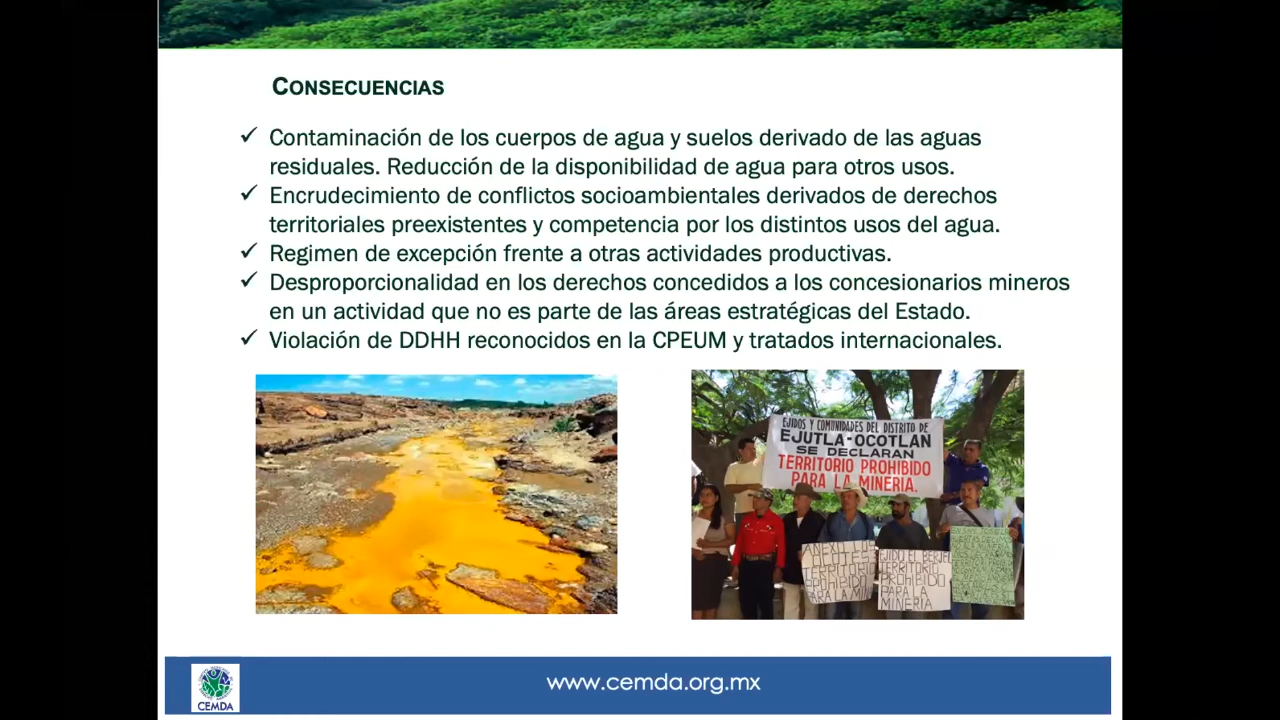 CONSECUENCIAS
✓ Contaminación de los cuerpos de agua y suelos derivado de las aguas
residuales. Reducción de la disponibilidad de agua para otros usos.
✓ Encrudecimiento de conflictos socioambientales derivados de derechos
territoriales preexistentes y competencia por los distintos usos del agua.
✓ Regimen de excepción frente a otras actividades productivas.
✓ Desproporcionalidad en los derechos concedidos a los concesionarios mineros
en un actividad que no es parte de las áreas estratégicas del Estado.
✓ Violación de DDHH reconocidos en la CPEUM y tratados internacionales.
EJIDOS Y COMUNIDADES DEL DISTRITO DE
EJUTLA-OCOTLAN
SE DECLARAN
TERRITORIO PROHIBIDO
PARA LA MINERIA.
TERRITORIO
PARA LA
EJIDO EL
TERRITORIO
PROHIBIDO
PARA LA
MINERIA
CEMDA
www.cemda.org.mx